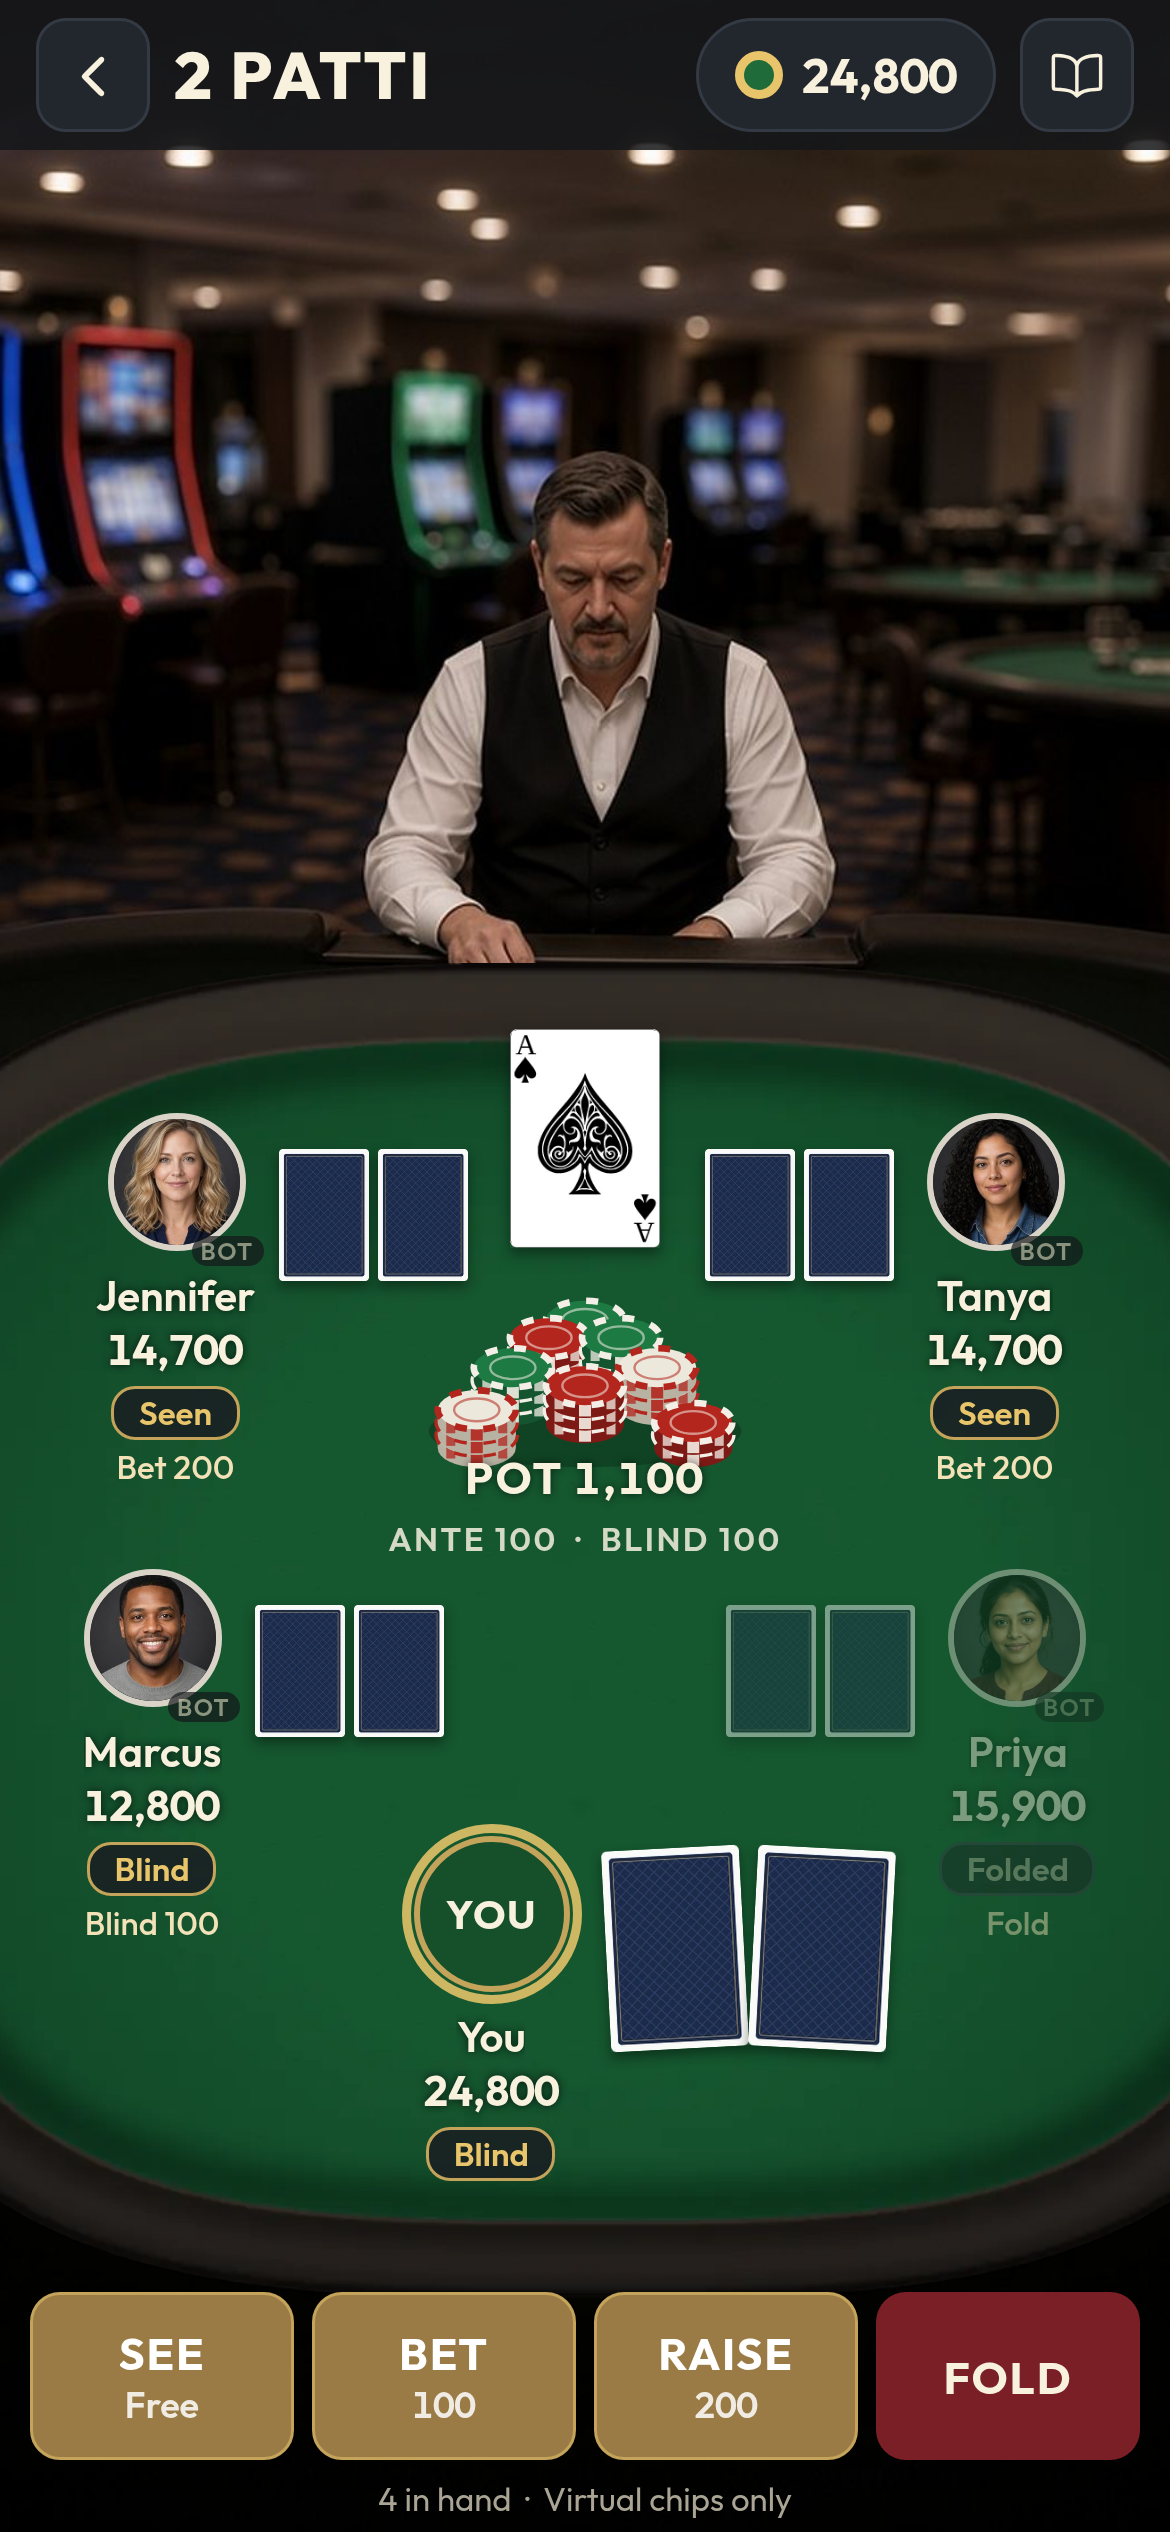 2 PATTI
24,800
A
A
BOT
Jennifer
14,700
Seen
Bet 200
BOT
Tanya
14,700
Seen
Bet 200
POT 1,100
ANTE 100 · BLIND 100
BOT
Marcus
12,800
Blind
Blind 100
BOT
Priya
15,900
Folded
Fold
YOU
You
24,800
Blind
SEE
Free
BET
100
RAISE
200
FOLD
4 in hand · Virtual chips only